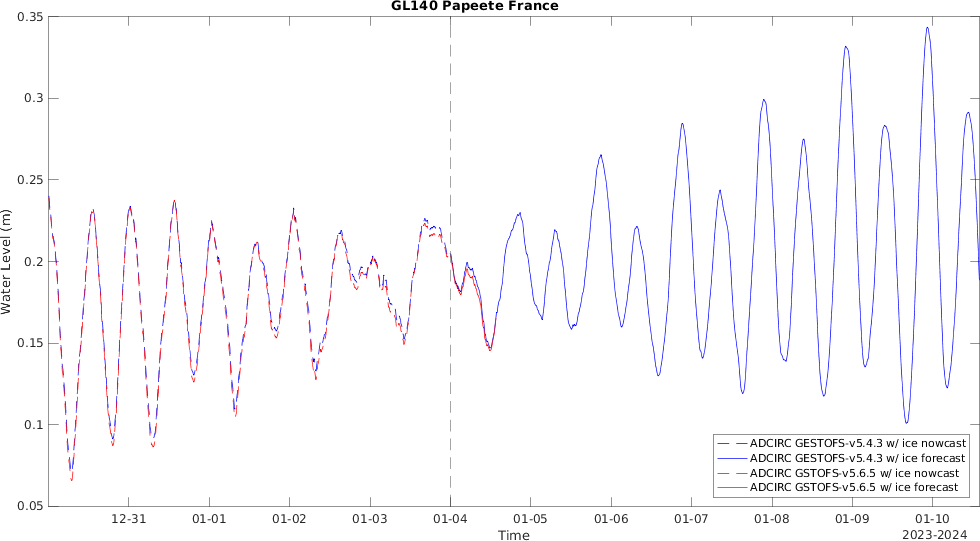 GL140 Papeete France
0.35
0.3
0.25
0.2
0.15
0.1
0.05
Water Level (m)
ADCIRC GESTOFS-v5.4.3 w/ ice nowcast
ADCIRC GESTOFS-v5.4.3 w/ ice forecast
ADCIRC GSTOFS-v5.6.5 w/ ice nowcast
ADCIRC GSTOFS-v5.6.5 w/ ice forecast
12-31 01-01 01-02 01-03 01-04 01-05 01-06 01-07 01-08 01-09 01-10
Time
2023-2024